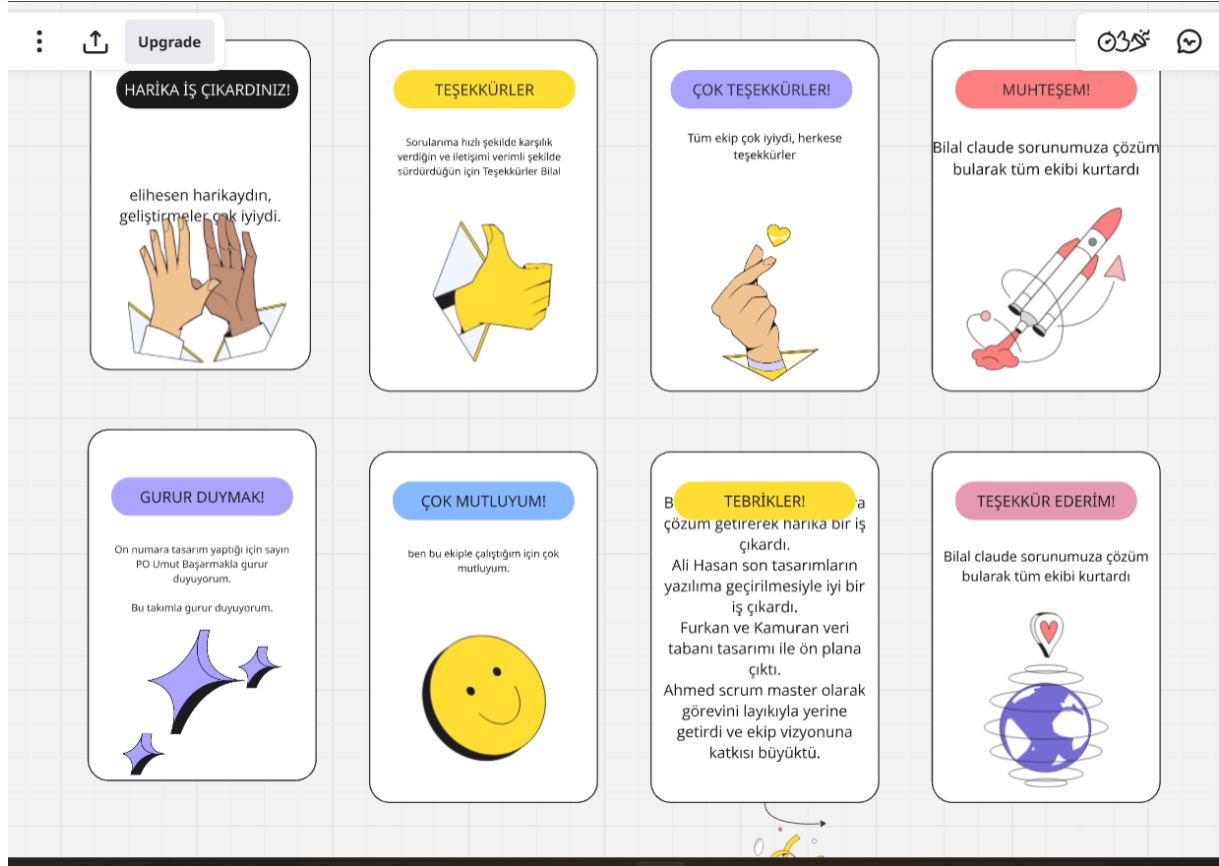 Upgrade
HARİKA İŞ ÇIKARDINIZ!
elihesen harikaydın,
geliştirmeler çok iyiydi.
TEŞEKKÜRLER
Sorularıma hızlı şekilde karşılık
verdiğin ve iletişimi verimli şekilde
sürdürdüğün için Teşekkürler Bilal
ÇOK TEŞEKKÜRLER!
Tüm ekip çok iyiydi, herkese
teşekkürler
MUHTEŞEM!
Bilal claude sorunumuza çözüm
bularak tüm ekibi kurtardı
GURUR DUYMAK!
On numara tasarım yaptığı için sayın
PO Umut Başarmakla gurur
duyuyorum.
Bu takımla gurur duyuyorum.
ÇOK MUTLUYUM!
ben bu ekiple çalıştığım için çok
mutluyum.
TEBRİKLER!
çözüm getirerek harika bir iş
çıkardı.
Ali Hasan son tasarımların
yazılıma geçirilmesiyle iyi bir
iş çıkardı.
Furkan ve Kamuran veri
tabanı tasarımı ile ön plana
çıktı.
Ahmed scrum master olarak
görevini layıkıyla yerine
getirdi ve ekip vizyonuna
katkısı büyüktü.
TEŞEKKÜR EDERİM!
Bilal claude sorunumuza çözüm
bularak tüm ekibi kurtardı